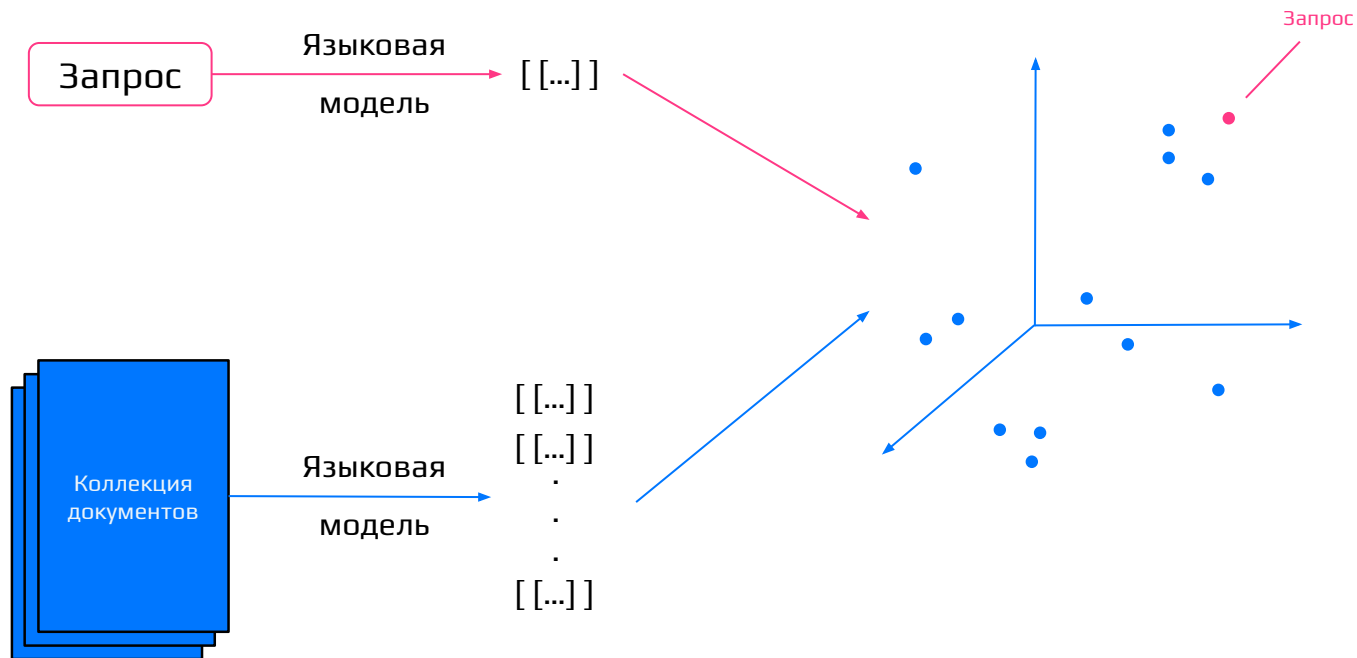 Запрос
Языковая
модель
[ [...] ]
Запрос
Коллекция
документов
Языковая
модель
[ [...] ]
[ [...] ]
.
.
.
[ [...] ]